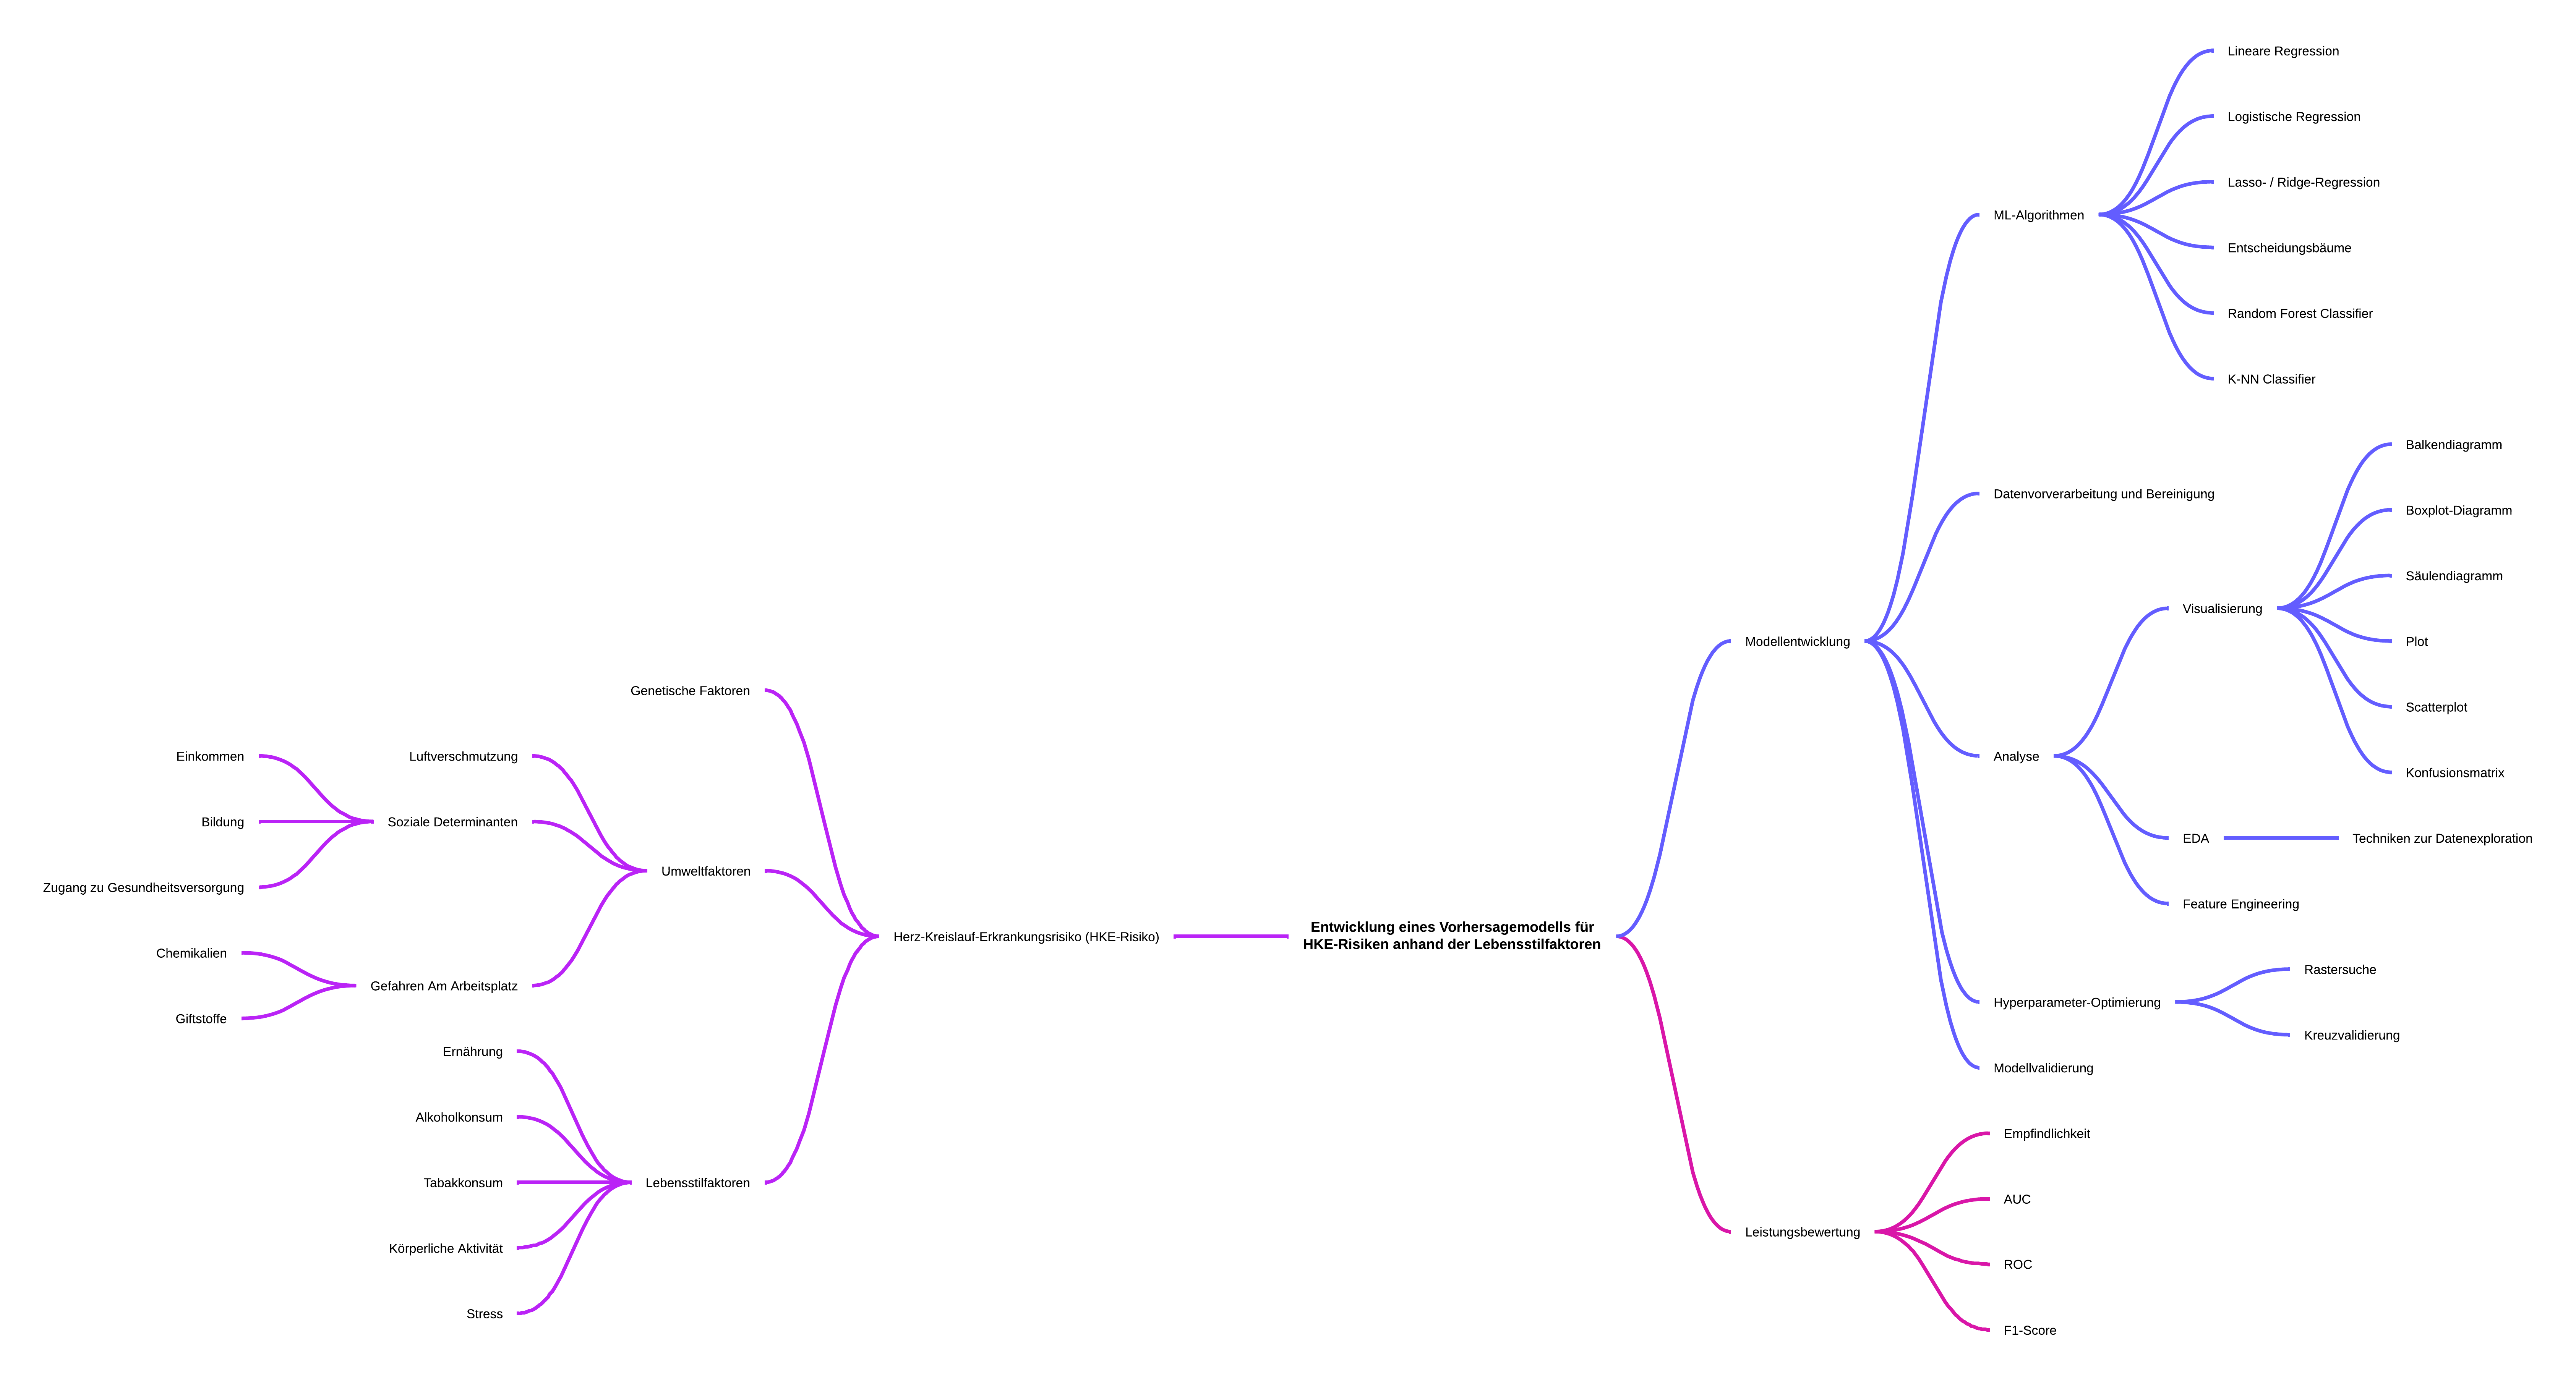 Entwicklung eines Vorhersagemodells für
HKE-Risiken anhand der Lebensstilfaktoren
Herz-Kreislauf-Erkrankungsrisiko (HKE-Risiko)
Genetische Faktoren
Umweltfaktoren
Luftverschmutzung
Soziale Determinanten
Einkommen
Bildung
Zugang zu Gesundheitsversorgung
Gefahren Am Arbeitsplatz
Chemikalien
Giftstoffe
Lebensstilfaktoren
Ernährung
Alkoholkonsum
Tabakkonsum
Körperliche Aktivität
Stress
Modellentwicklung
ML-Algorithmen
Lineare Regression
Logistische Regression
Lasso- / Ridge-Regression
Entscheidungsbäume
Random Forest Classifier
K-NN Classifier
Datenvorverarbeitung und Bereinigung
Analyse
Visualisierung
Balkendiagramm
Boxplot-Diagramm
Säulendiagramm
Plot
Scatterplot
Konfusionsmatrix
EDA
Techniken zur Datenexploration
Feature Engineering
Hyperparameter-Optimierung
Rastersuche
Kreuzvalidierung
Modellvalidierung
Leistungsbewertung
Empfindlichkeit
AUC
ROC
F1-Score